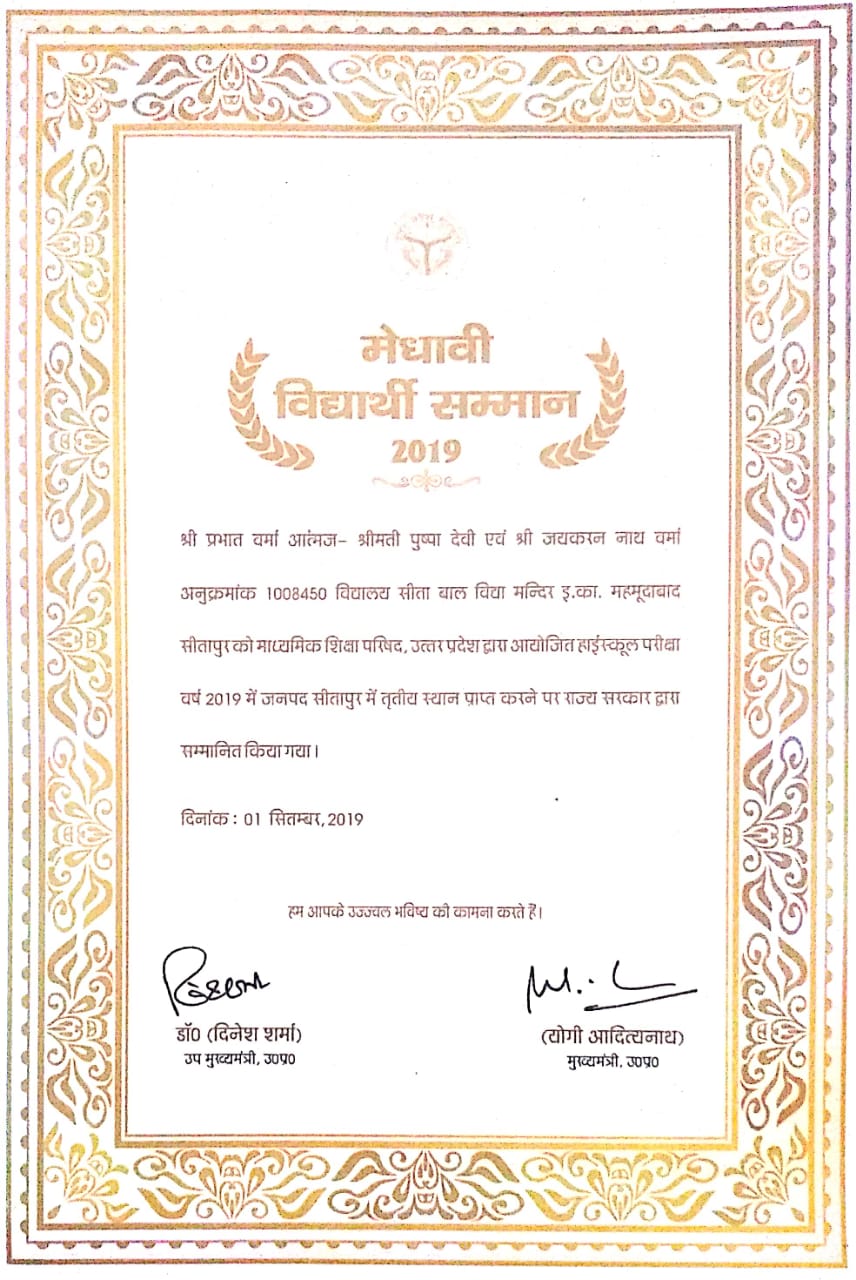 मेधावी
विद्यार्थी सम्मान
2019
श्री प्रभात वर्मा आत्मज- श्रीमती पुष्पा देवी एवं श्री जयकरन नाथ वर्मा
अनुक्रमांक 1008450 विद्यालय सीता बाल विद्या मन्दिर इ.का. महमूदाबाद
सीतापुर को माध्यमिक शिक्षा परिषद, उत्तर प्रदेश द्वारा आयोजित हाईस्कूल परीक्षा
वर्ष 2019 में जनपद सीतापुर में तृतीय स्थान प्राप्त करने पर राज्य सरकार द्वारा
सम्मानित किया गया।
दिनांक : 01 सितम्बर, 2019
हम आपके उज्ज्वल भविष्य की कामना करते हैं।
डॉ0 (दिनेश शर्मा)
उप मुख्यमंत्री, उ0प्र0
(योगी आदित्यनाथ)
मुख्यमंत्री, उ0प्र0